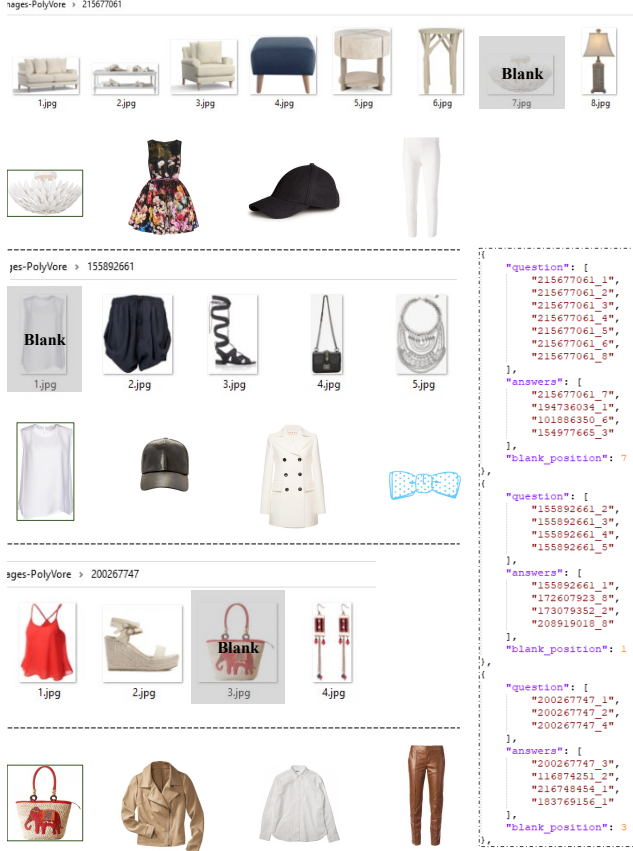 nages-PolyVore > 215677061
Blank
1.jpg
2.jpg
3.jpg
4.jpg
5.jpg
6.jpg
7.jpg
8.jpg
ges-PolyVore > 155892661
Blank
1.jpg
2.jpg
3.jpg
4.jpg
5.jpg
ages-PolyVore > 200267747
Blank
1.jpg
2.jpg
3.jpg
4.jpg
{
"question": [
"215677061_1",
"215677061_2",
"215677061_3",
"215677061_4",
"215677061_5",
"215677061_6",
"215677061_8"
],
"answers": [
"215677061_7",
"194736034_1",
"101886350_6",
"154977665_3"
],
"blank_position": 7
},
{
"question": [
"155892661_2",
"155892661_3",
"155892661_4",
"155892661_5"
],
"answers": [
"155892661_1",
"172607923_8",
"173079352_2",
"208919018_8"
],
"blank_position": 1
},
{
"question": [
"200267747_1",
"200267747_2",
"200267747_4"
],
"answers": [
"200267747_3",
"116874251_2",
"216748454_1",
"183769156_1"
],
"blank_position": 3
},